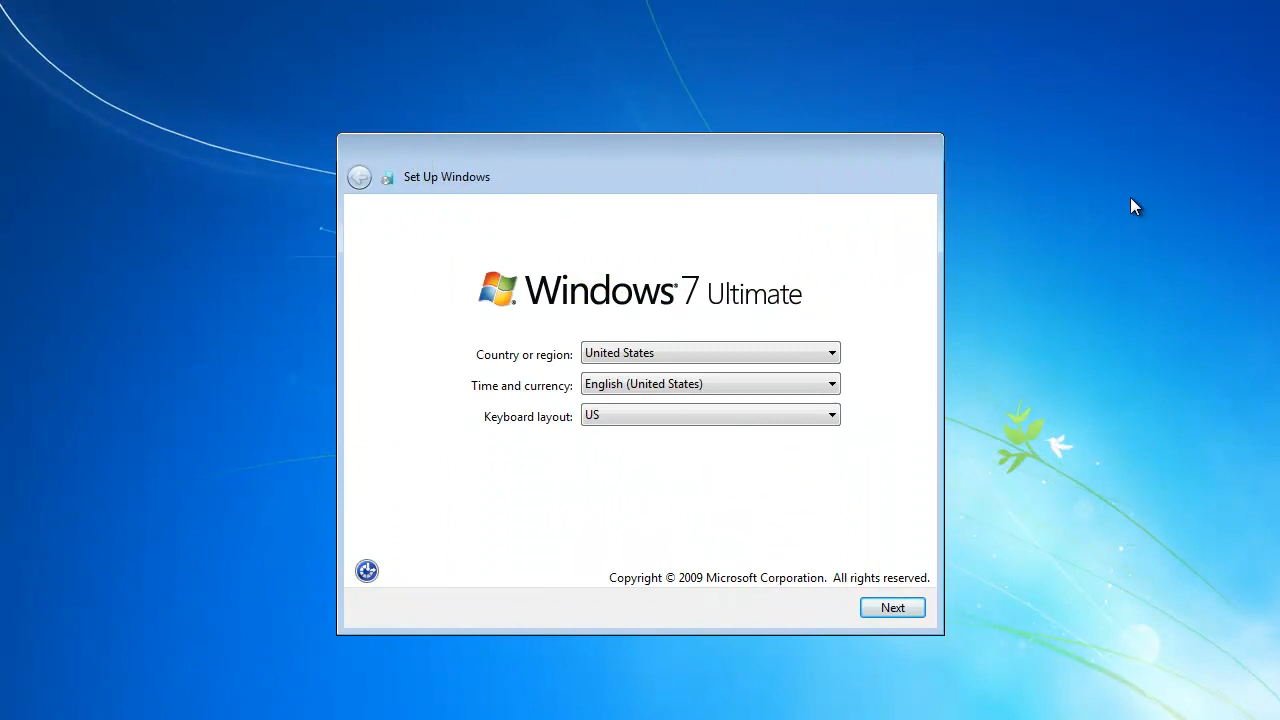 Set Up Windows
Windows® 7 Ultimate
Country or region: United States
Time and currency: English (United States)
Keyboard layout: US
Copyright © 2009 Microsoft Corporation. All rights reserved.
Next